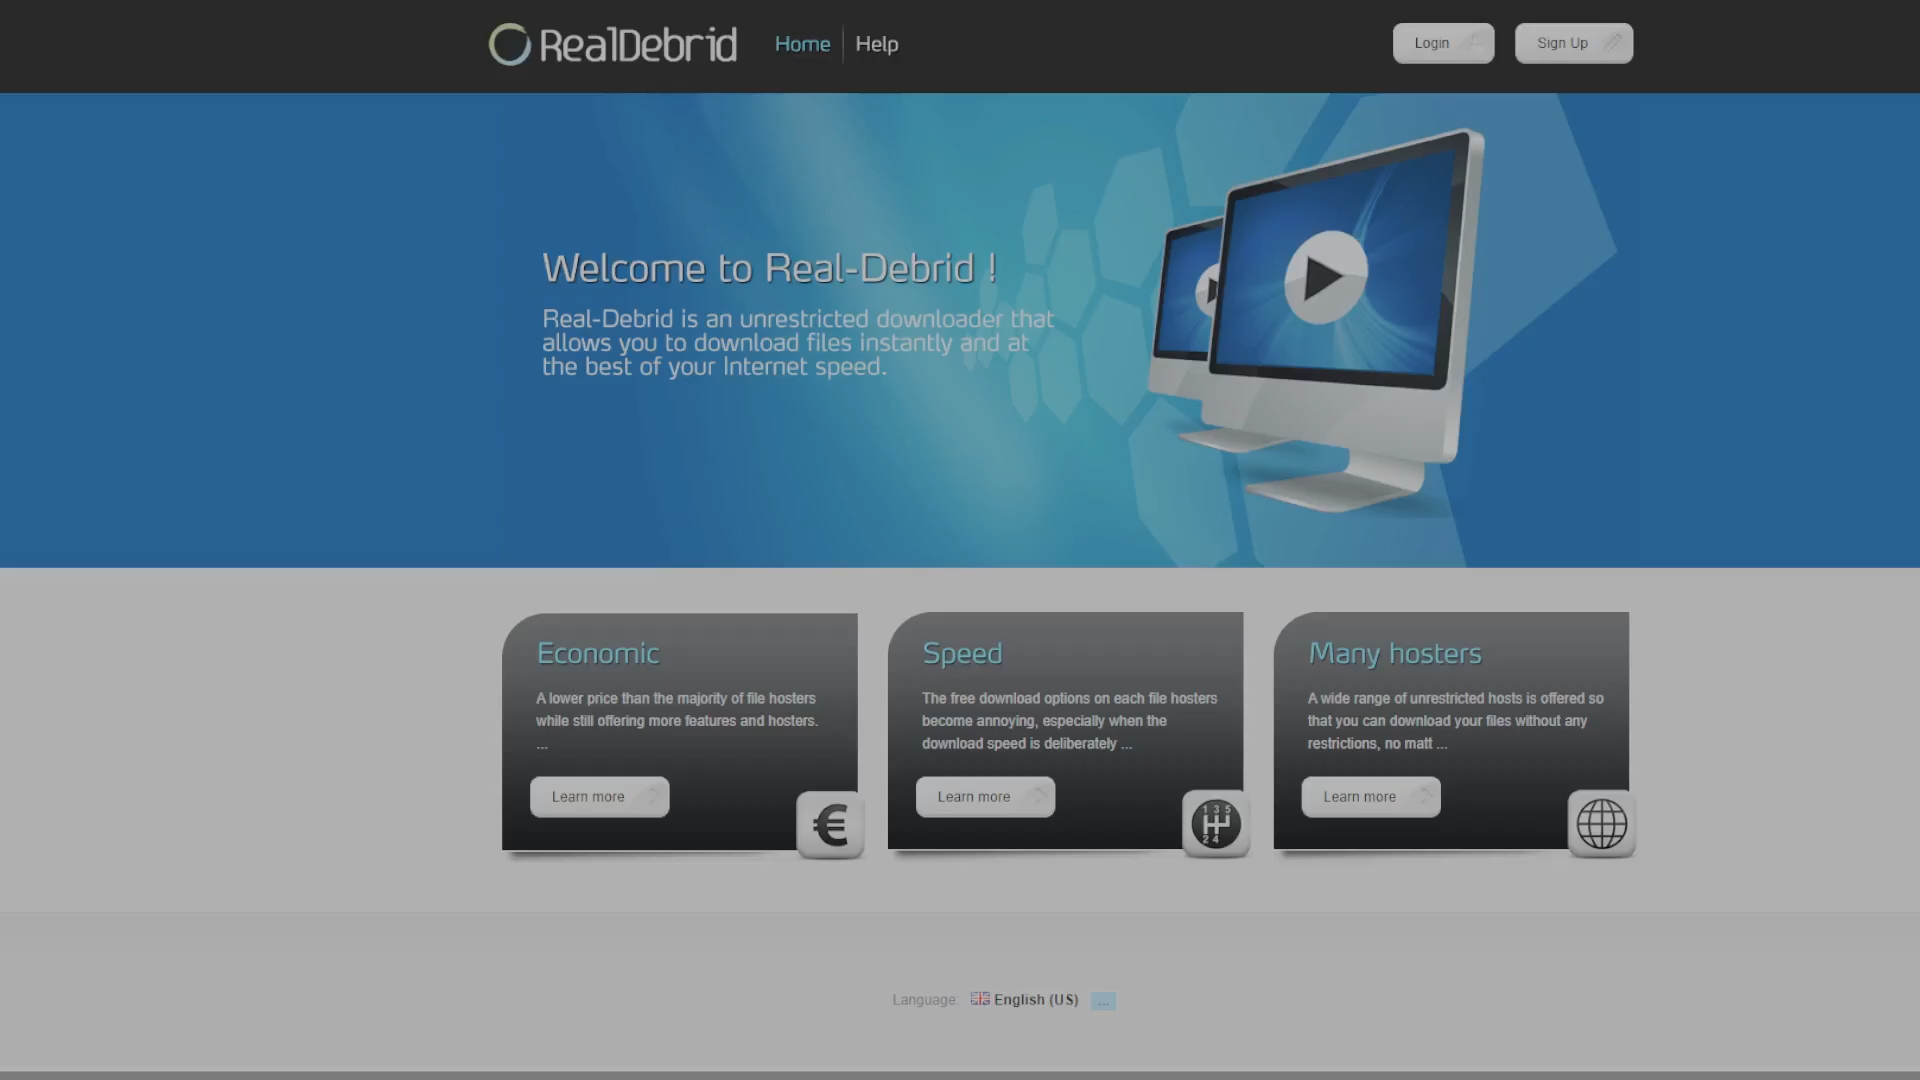 RealDebrid
Home
Help
Login
Sign Up
Welcome to Real-Debrid !
Real-Debrid is an unrestricted downloader that
allows you to download files instantly and at
the best of your Internet speed.
Economic
A lower price than the majority of file hosters
while still offering more features and hosters.
...
Learn more
€
Speed
The free download options on each file hosters
become annoying, especially when the
download speed is deliberately ...
Learn more
1 3 5
2 4
Many hosters
A wide range of unrestricted hosts is offered so
that you can download your files without any
restrictions, no matt ...
Learn more
Language: English (US) ...